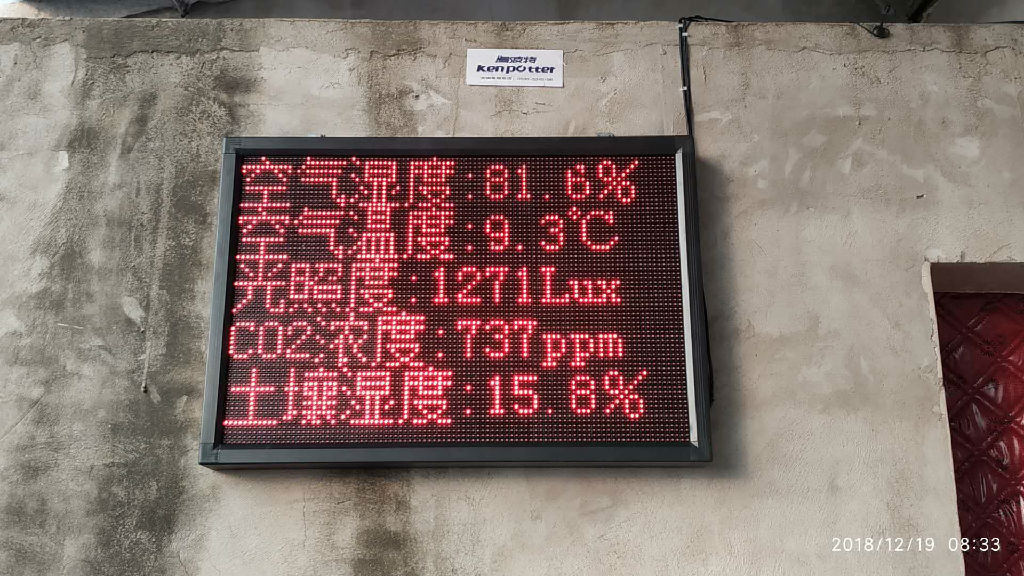 kenpotter
空气湿度:81.6%
空气温度:9.3℃
光照度:1271Lux
CO2浓度:737ppm
土壤湿度:15.8%
2018/12/19 08:33